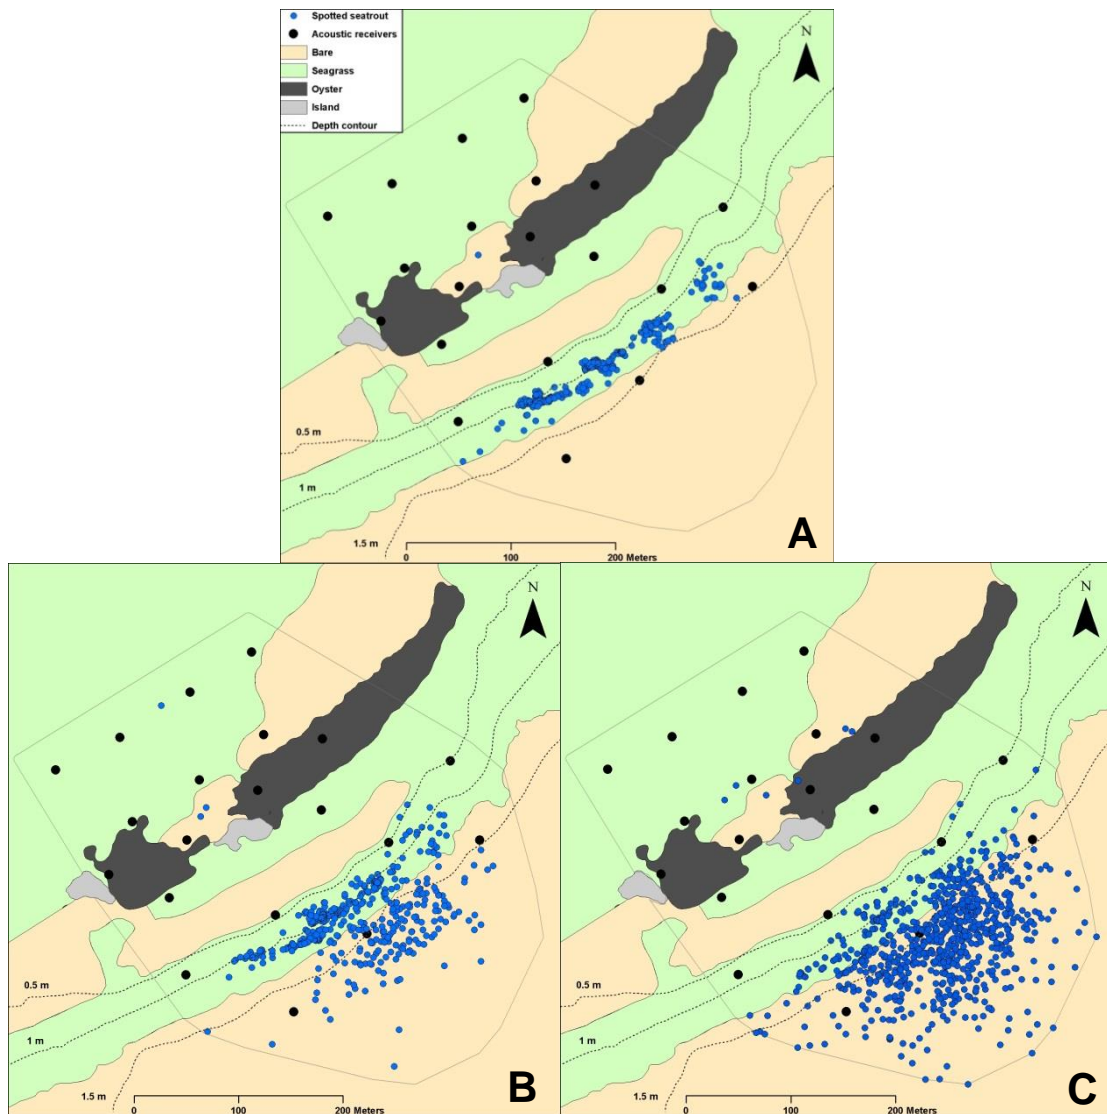 Spotted seatrout
Acoustic receivers
Bare
Seagrass
Oyster
Island
Depth contour
N
0.5 m
1 m
1.5 m
0 100 200 Meters
A
N
0.5 m
1 m
1.5 m
0 100 200 Meters
B
N
0.5 m
1 m
1.5 m
0 100 200 Meters
C